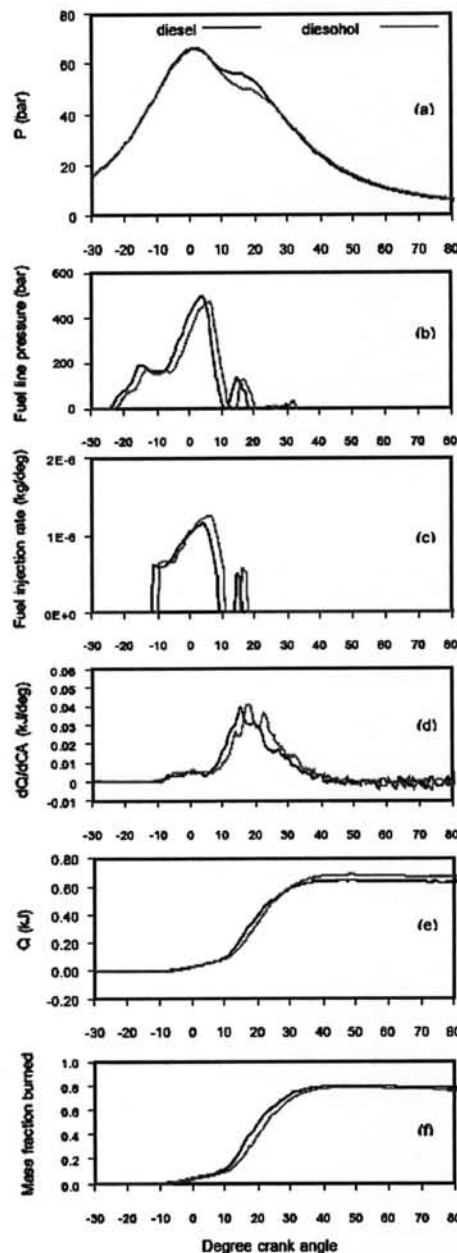 diesel diesohol
80
60
40
20
0
P (bar)
(a)
-30 -20 -10 0 10 20 30 40 50 60 70 80
600
400
200
0
Fuel line pressure (bar)
(b)
-30 -20 -10 0 10 20 30 40 50 60 70 80
2E-6
1E-6
0E+0
Fuel injection rate (kg/deg)
(c)
-30 -20 -10 0 10 20 30 40 50 60 70 80
0.06
0.05
0.04
0.03
0.02
0.01
0
-0.01
dQ/dCA (kJ/deg)
(d)
-30 -20 -10 0 10 20 30 40 50 60 70 80
0.80
0.60
0.40
0.20
0.00
-0.20
Q (kJ)
(e)
-30 -20 -10 0 10 20 30 40 50 60 70 80
1.0
0.8
0.6
0.4
0.2
0.0
Mass fraction burned
(f)
-30 -20 -10 0 10 20 30 40 50 60 70 80
Degree crank angle